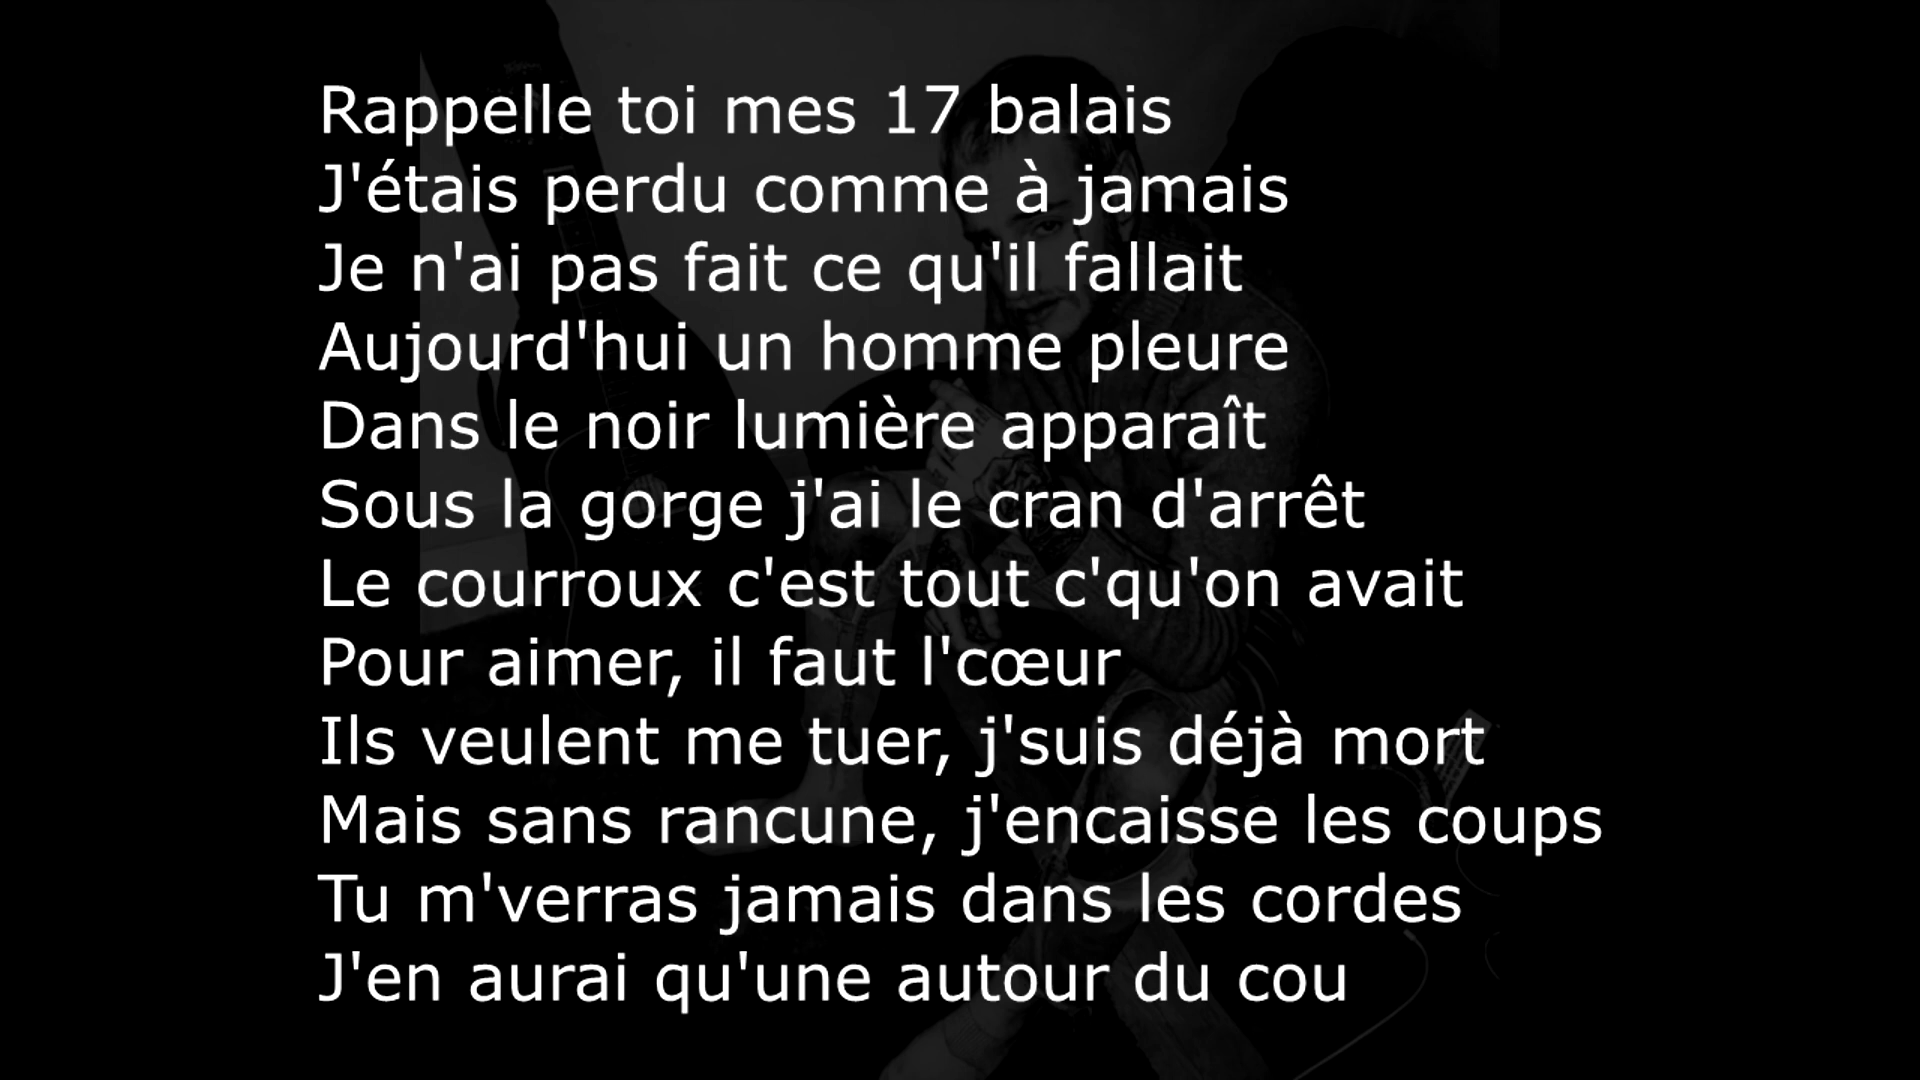 Rappelle toi mes 17 balais
J'étais perdu comme à jamais
Je n'ai pas fait ce qu'il fallait
Aujourd'hui un homme pleure
Dans le noir lumière apparaît
Sous la gorge j'ai le cran d'arrêt
Le courroux c'est tout c'qu'on avait
Pour aimer, il faut l'cœur
Ils veulent me tuer, j'suis déjà mort
Mais sans rancune, j'encaisse les coups
Tu m'verras jamais dans les cordes
J'en aurai qu'une autour du cou